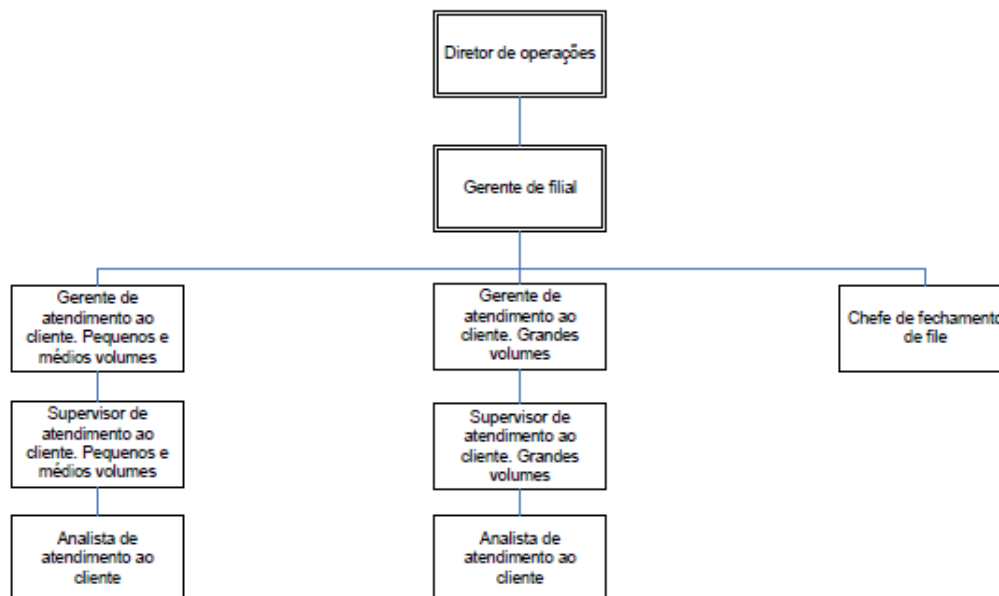 Diretor de operações
Gerente de filial
Gerente de
atendimento ao
cliente. Pequenos e
médios volumes
Gerente de
atendimento ao
cliente. Grandes
volumes
Chefe de fechamento
de file
Supervisor de
atendimento ao
cliente. Pequenos e
médios volumes
Supervisor de
atendimento ao
cliente. Grandes
volumes
Analista de
atendimento ao
cliente
Analista de
atendimento ao
cliente